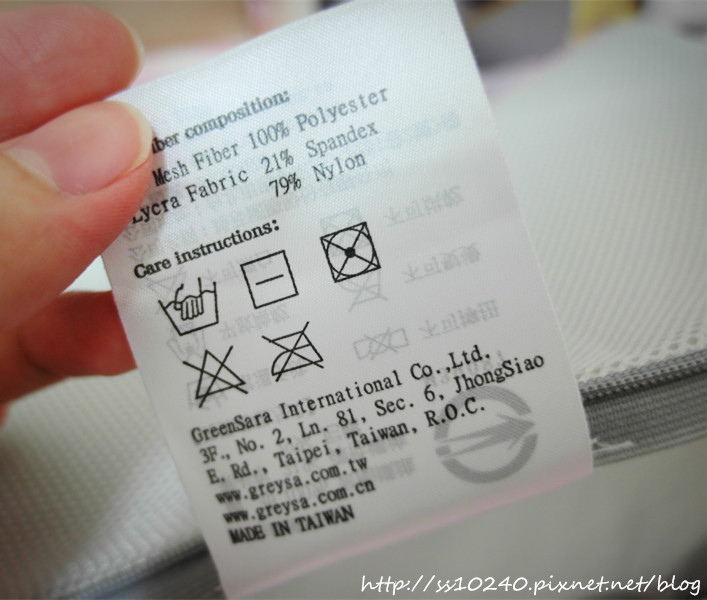 iber composition:
Mesh Fiber 100% Polyester
Lycra Fabric 21% Spandex
79% Nylon
Care instructions:
GreenSara International Co.,Ltd.
3F., No. 2, Ln. 81, Sec. 6, JhongSiao
E. Rd., Taipei, Taiwan, R.O.C.
www.greysa.com.tw
www.greysa.com.cn
MADE IN TAIWAN
http://ss10240.pixnet.net/blog